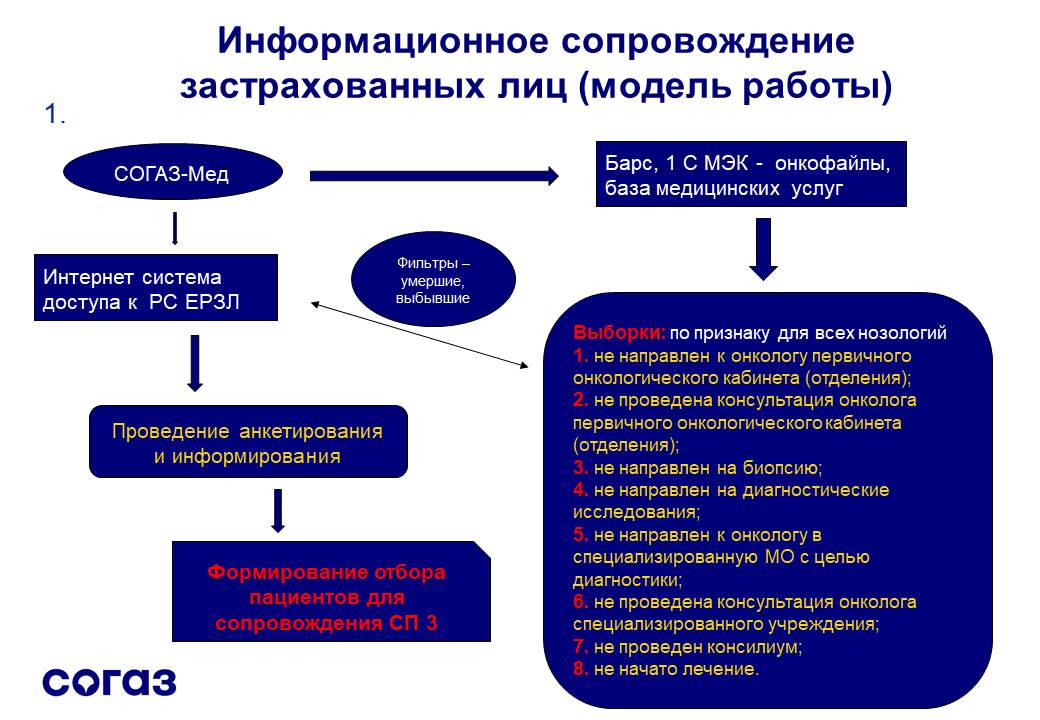 Информационное сопровождение
застрахованных лиц (модель работы)
1.
СОГАЗ-Мед
Барс, 1 С МЭК - онкофайлы,
база медицинских услуг
Интернет система
доступа к РС ЕРЗЛ
Фильтры –
умершие,
выбывшие
Проведение анкетирования
и информирования
Формирование отбора
пациентов для
сопровождения СП 3
Выборки: по признаку для всех нозологий
1. не направлен к онкологу первичного
онкологического кабинета (отделения);
2. не проведена консультация онколога
первичного онкологического кабинета
(отделения);
3. не направлен на биопсию;
4. не направлен на диагностические
исследования;
5. не направлен к онкологу в
специализированную МО с целью
диагностики;
6. не проведена консультация онколога
специализированного учреждения;
7. не проведен консилиум;
8. не начато лечение.
согаз